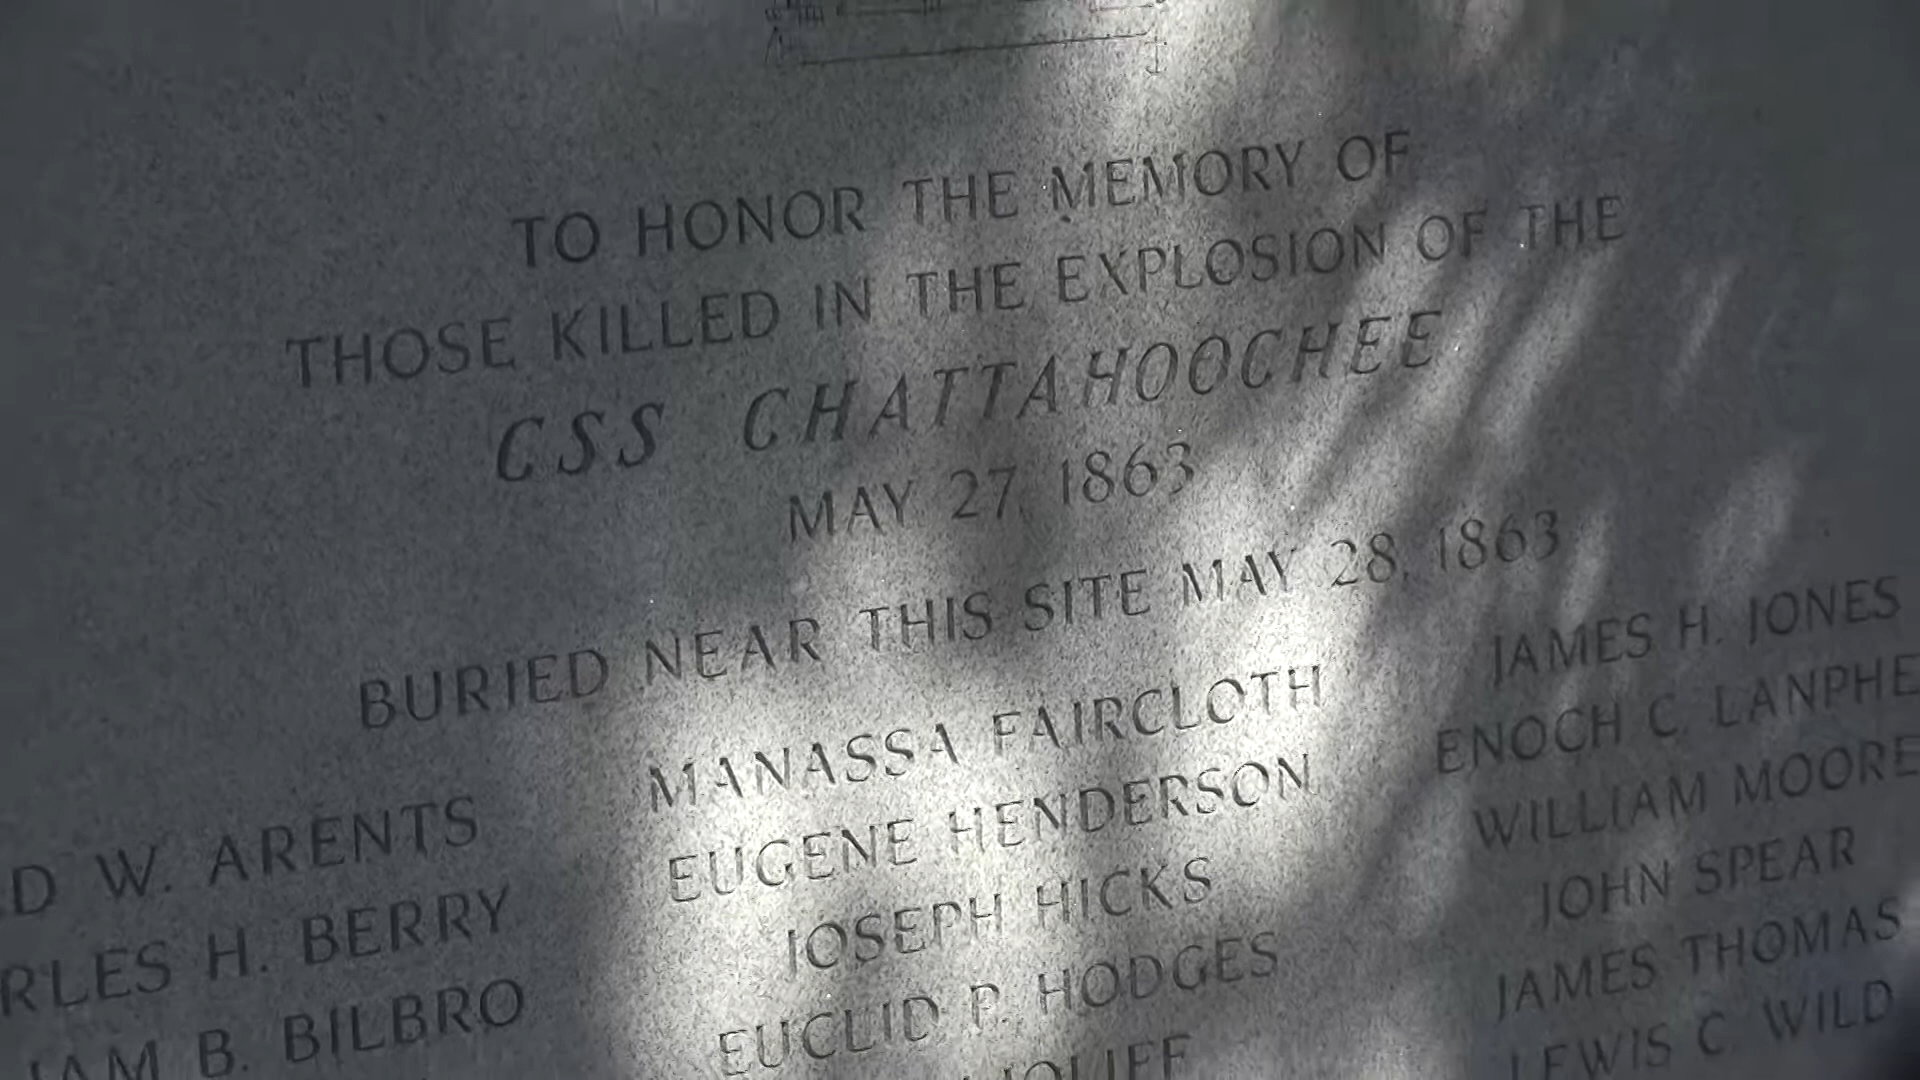 TO HONOR THE MEMORY OF
THOSE KILLED IN THE EXPLOSION OF THE
CSS CHATTAHOOCHEE
MAY 27, 1863
BURIED NEAR THIS SITE MAY 28, 1863
D W. ARENTS
RLES H. BERRY
IAM B. BILBRO
MANASSA FAIRCLOTH
EUGENE HENDERSON
JOSEPH HICKS
EUCLID P. HODGES
JAMES H. JONES
ENOCH C. LANPHE
WILLIAM MOORE
JOHN SPEAR
JAMES THOMAS
LEWIS C. WILD